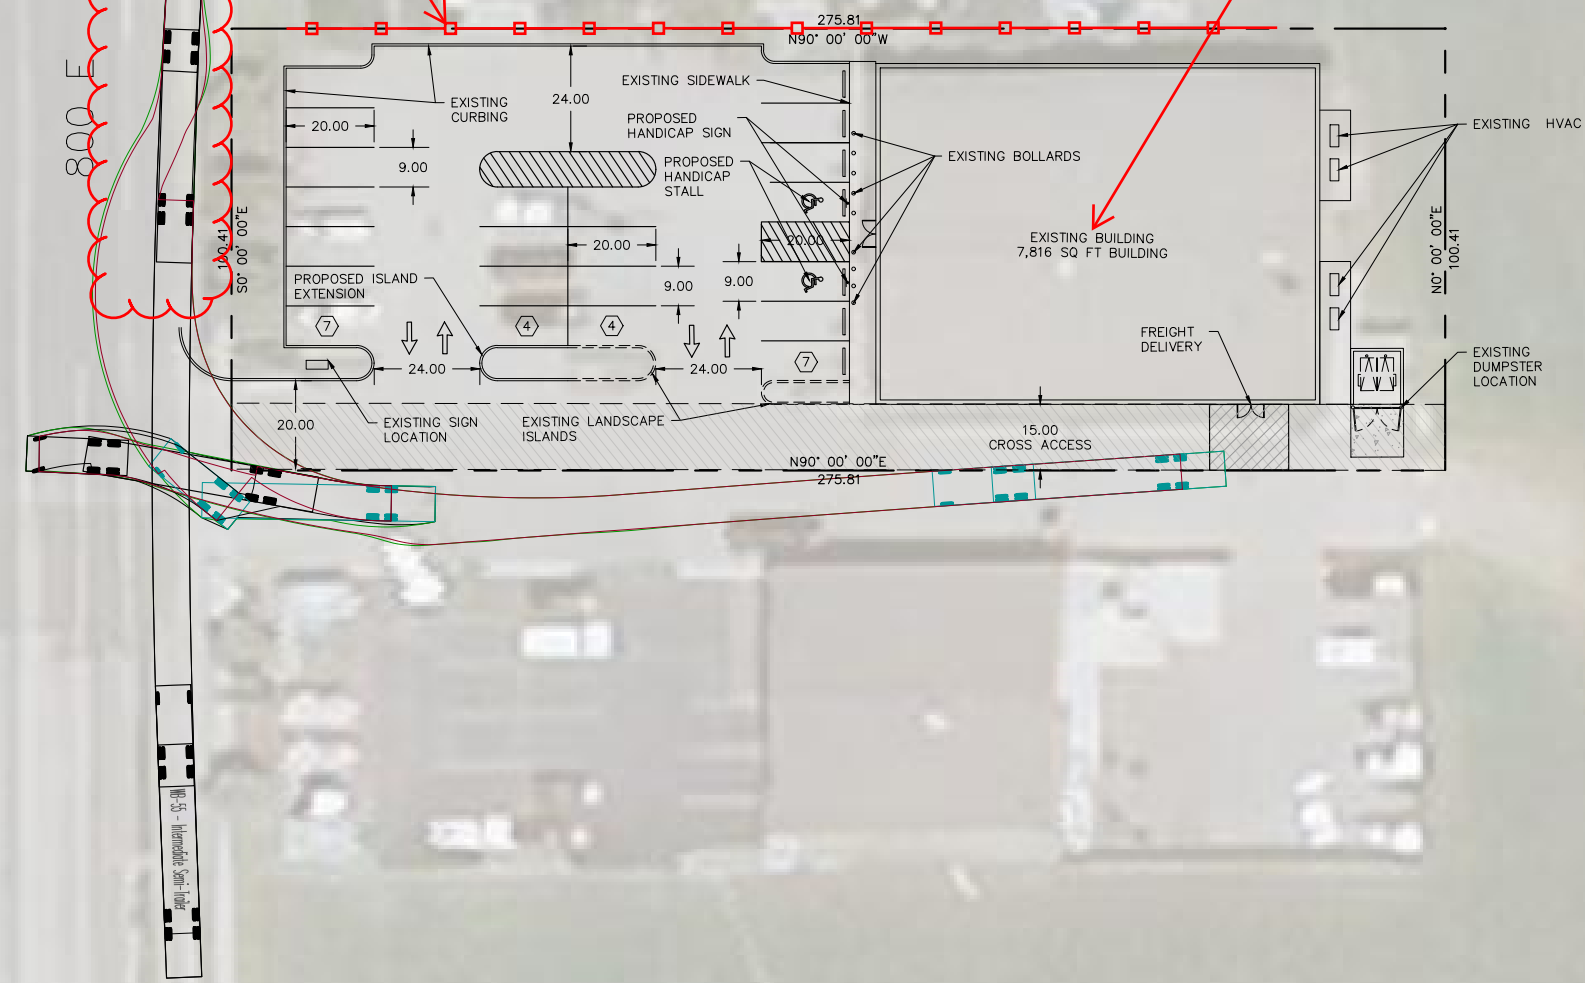 275.81
N90° 00' 00"W
800 E
EXISTING SIDEWALK
EXISTING
CURBING
24.00
20.00
PROPOSED
HANDICAP SIGN
EXISTING HVAC
9.00
PROPOSED
HANDICAP
STALL
EXISTING BOLLARDS
100.41
S0° 00' 00"E
20.00
20.00
EXISTING BUILDING
7,816 SQ FT BUILDING
N0° 00' 00"E
100.41
PROPOSED ISLAND
EXTENSION
9.00
9.00
7
4
4
FREIGHT
DELIVERY
7
24.00
24.00
EXISTING
DUMPSTER
LOCATION
20.00
EXISTING SIGN
LOCATION
EXISTING LANDSCAPE
ISLANDS
15.00
CROSS ACCESS
N90° 00' 00"E
275.81
WB-55 - Intermediate Semi-Trailer